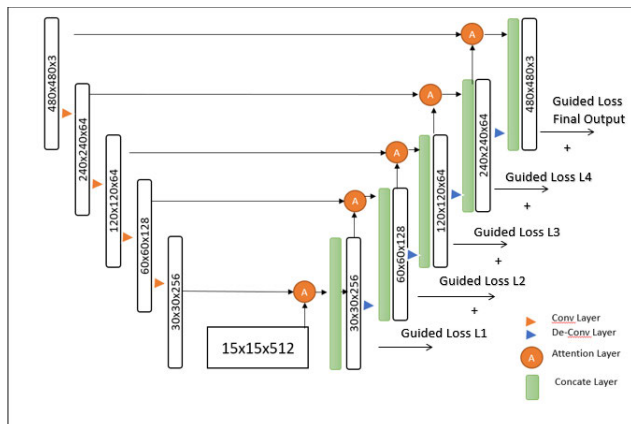 480x480x3
240x240x64
120x120x64
60x60x128
30x30x256
15x15x512
A
A
A
A
A
30x30x256
60x60x128
120x120x64
240x240x64
480x480x3
Guided Loss
Final Output
+
Guided Loss L4
+
Guided Loss L3
+
Guided Loss L2
+
Guided Loss L1
Conv Layer
De-Conv Layer
A
Attention Layer
Concate Layer